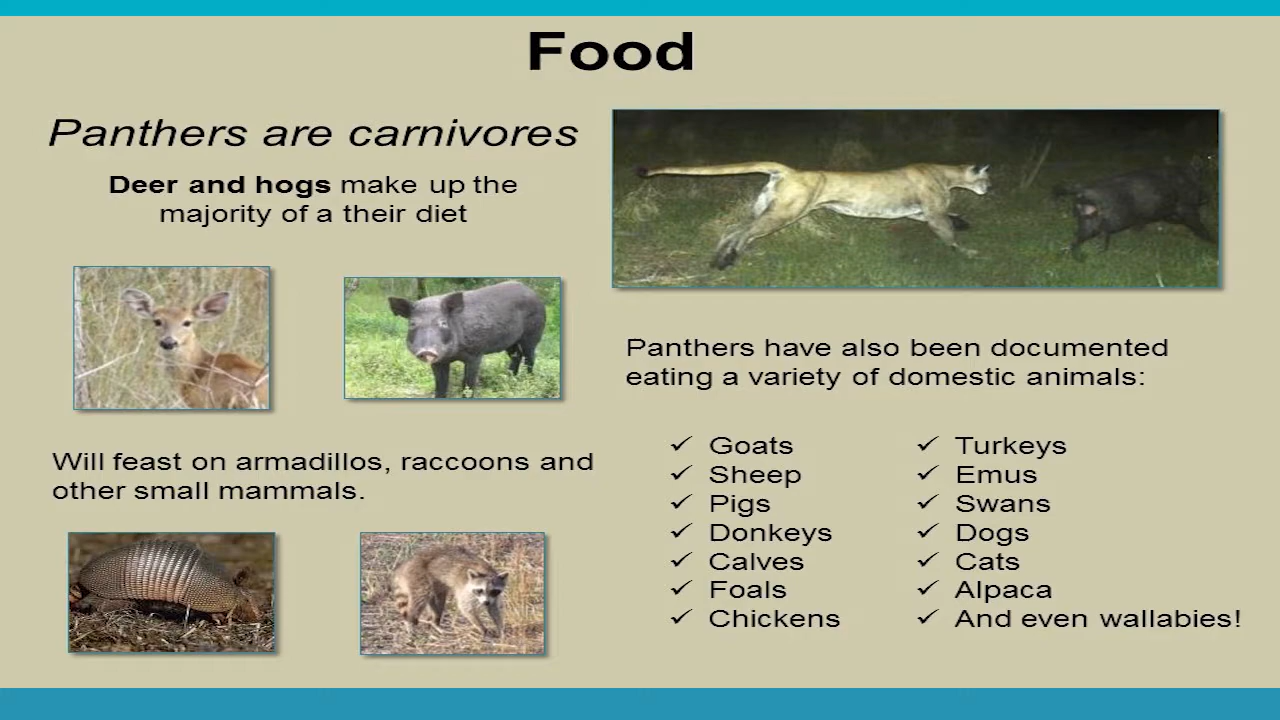 Food
Panthers are carnivores
Deer and hogs make up the
majority of a their diet
Will feast on armadillos, raccoons and
other small mammals.
Panthers have also been documented
eating a variety of domestic animals:
✓ Goats
✓ Sheep
✓ Pigs
✓ Donkeys
✓ Calves
✓ Foals
✓ Chickens
✓ Turkeys
✓ Emus
✓ Swans
✓ Dogs
✓ Cats
✓ Alpaca
✓ And even wallabies!